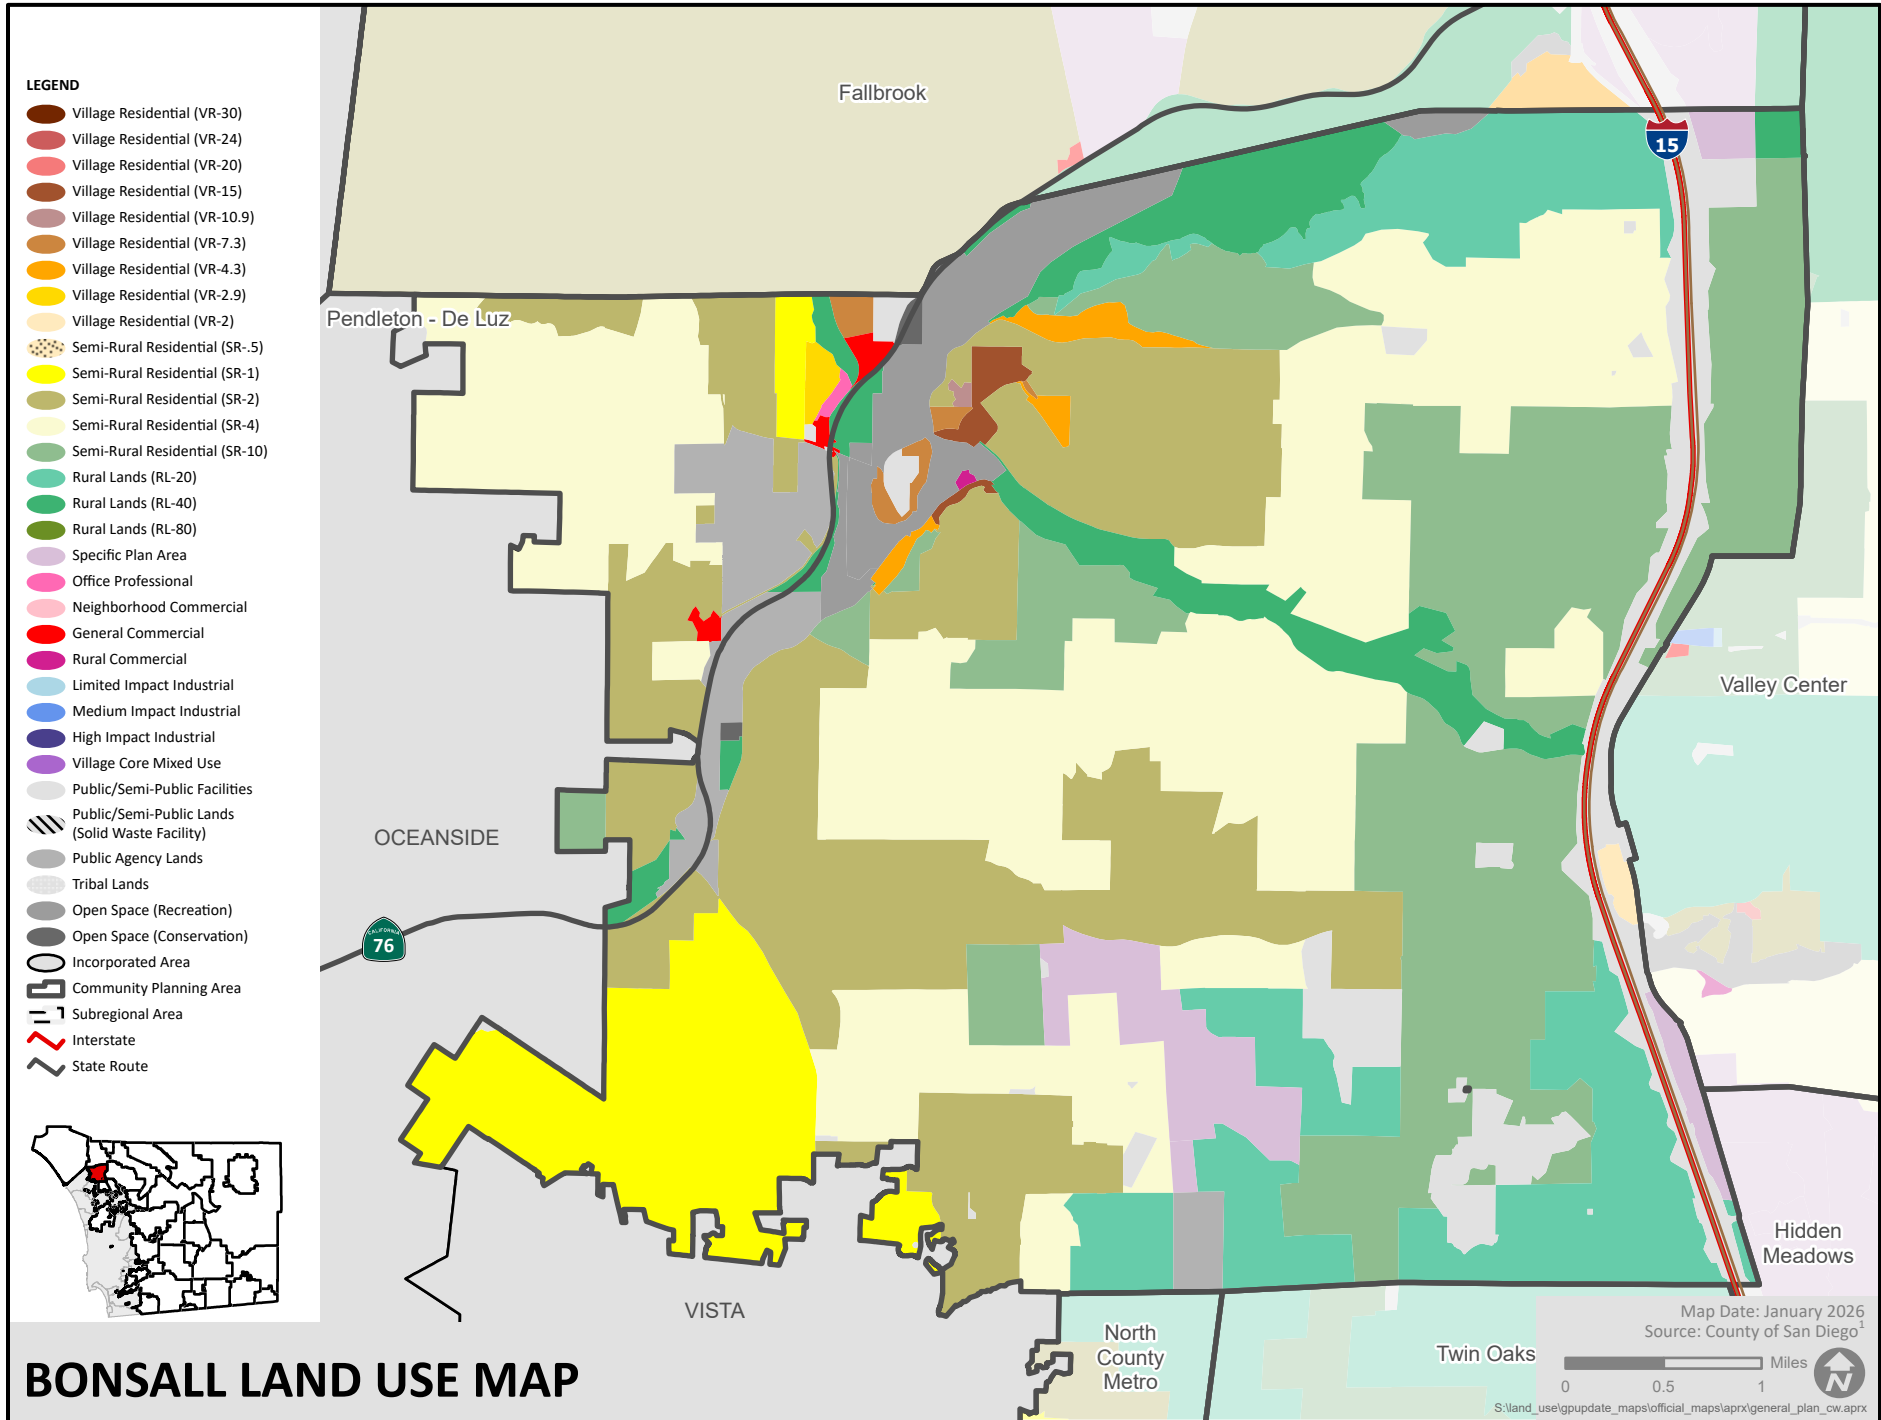 LEGEND
Village Residential (VR-30)
Village Residential (VR-24)
Village Residential (VR-20)
Village Residential (VR-15)
Village Residential (VR-10.9)
Village Residential (VR-7.3)
Village Residential (VR-4.3)
Village Residential (VR-2.9)
Village Residential (VR-2)
Semi-Rural Residential (SR-.5)
Semi-Rural Residential (SR-1)
Semi-Rural Residential (SR-2)
Semi-Rural Residential (SR-4)
Semi-Rural Residential (SR-10)
Rural Lands (RL-20)
Rural Lands (RL-40)
Rural Lands (RL-80)
Specific Plan Area
Office Professional
Neighborhood Commercial
General Commercial
Rural Commercial
Limited Impact Industrial
Medium Impact Industrial
High Impact Industrial
Village Core Mixed Use
Public/Semi-Public Facilities
Public/Semi-Public Lands
(Solid Waste Facility)
Public Agency Lands
Tribal Lands
Open Space (Recreation)
Open Space (Conservation)
Incorporated Area
Community Planning Area
Subregional Area
Interstate
State Route
Fallbrook
15
Pendleton - De Luz
Valley Center
OCEANSIDE
CALIFORNIA
76
Hidden
Meadows
VISTA
North
County
Metro
Twin Oaks
Map Date: January 2026
Source: County of San Diego1
Miles
0 0.5 1
N
S:\land_use\gpupdate_maps\official_maps\aprx\general_plan_cw.aprx
BONSALL LAND USE MAP